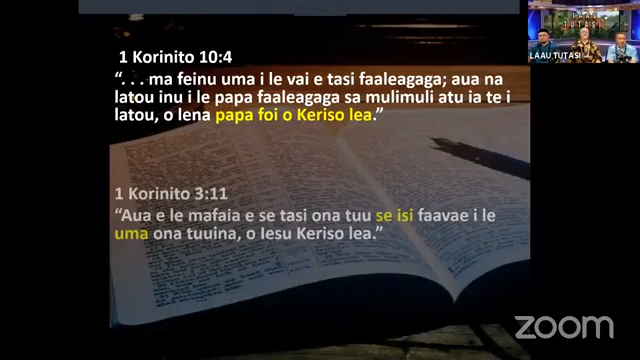 LAAU
TUTASI
LAAU TUTASI
1 Korinito 10:4
“. . . ma feinu uma i le vai e tasi faaleagaga; aua na
latou inu i le papa faaleagaga sa mulimuli atu ia te i
latou, o lena papa foi o Keriso lea.”
1 Korinito 3:11
“Aua e le mafaia e se tasi ona tuu se isi faavae i le
uma ona tuuina, o Iesu Keriso lea.”
zoom